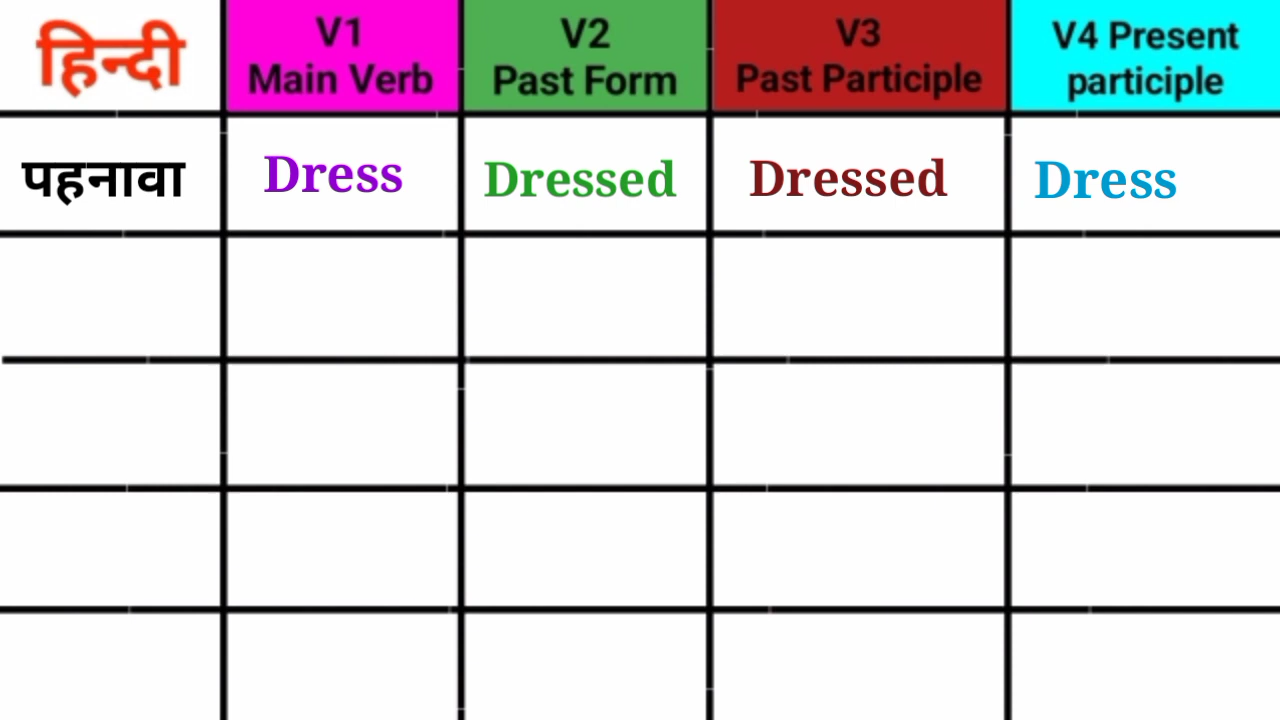 हिन्दी
V1
Main Verb
V2
Past Form
V3
Past Participle
V4 Present
participle
पहनावा
Dress
Dressed
Dressed
Dress